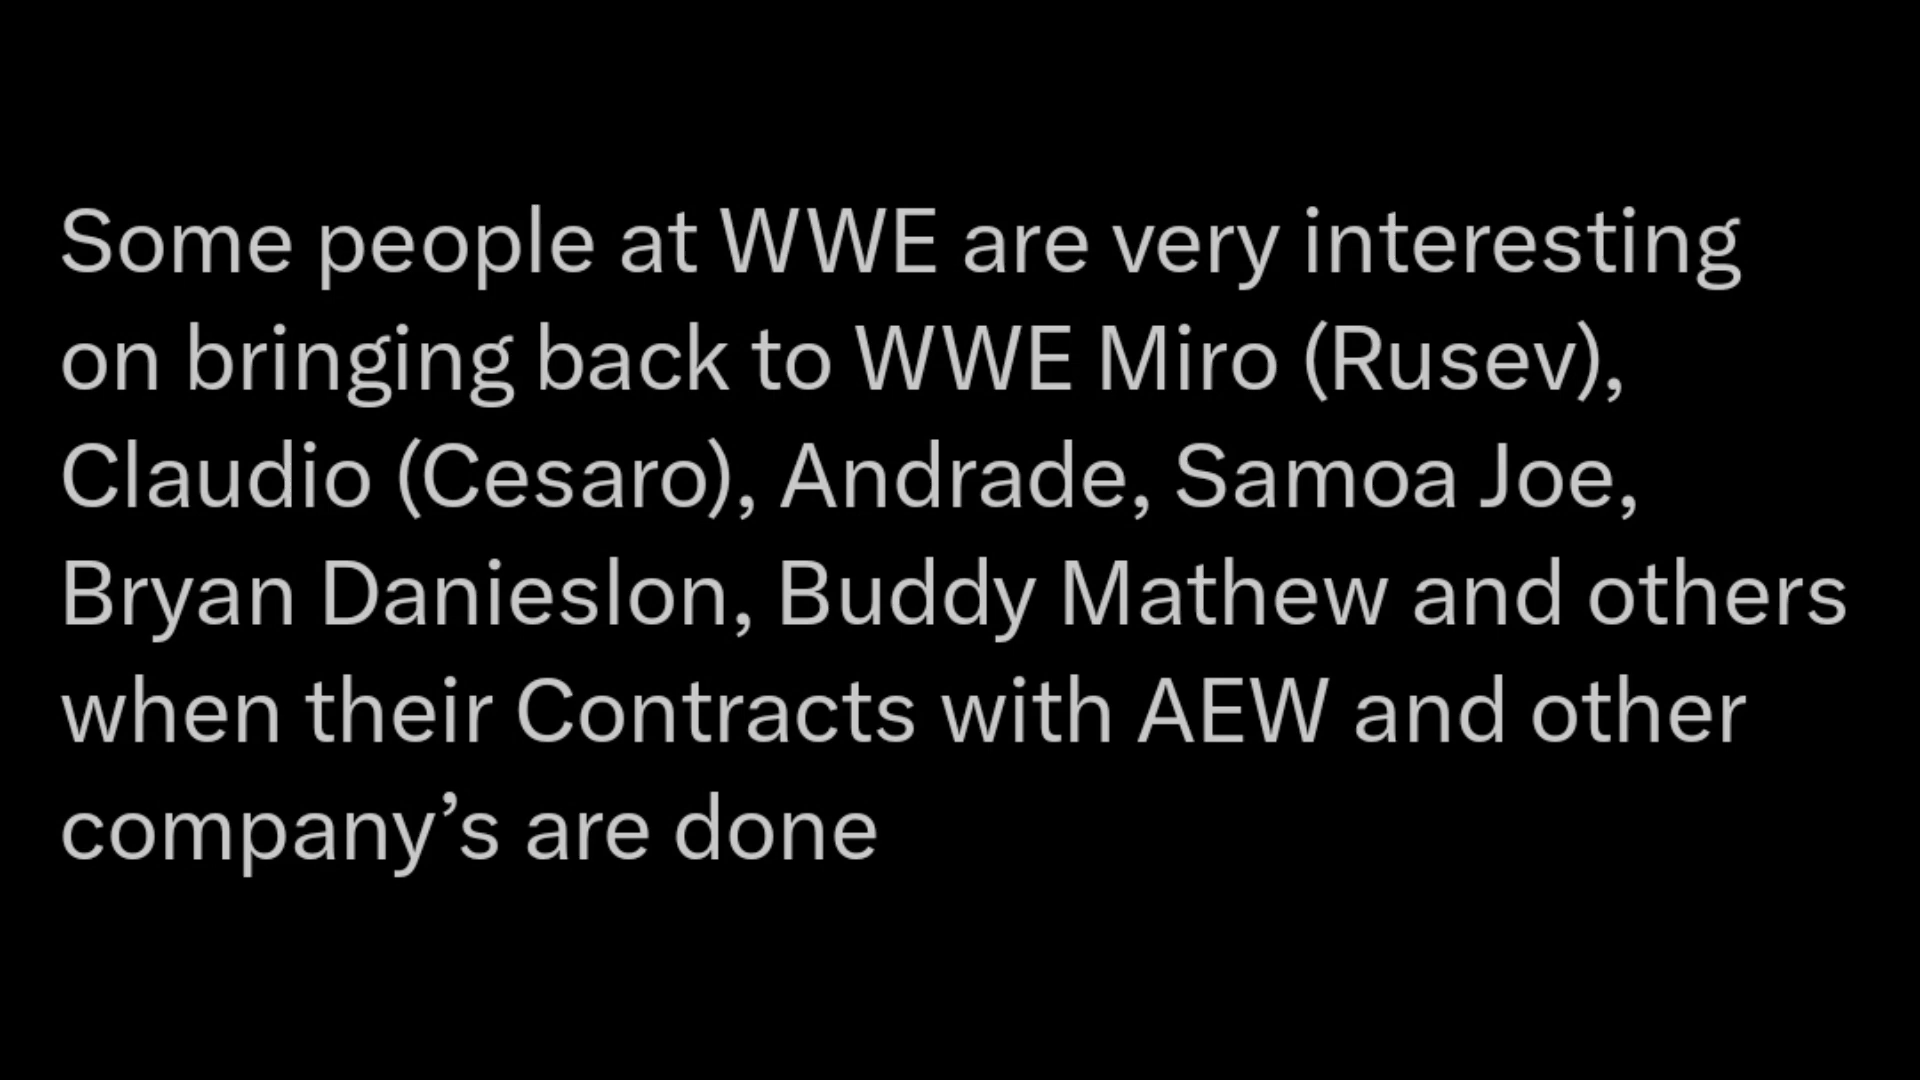 Some people at WWE are very interesting
on bringing back to WWE Miro (Rusev),
Claudio (Cesaro), Andrade, Samoa Joe,
Bryan Danieslon, Buddy Mathew and others
when their Contracts with AEW and other
company’s are done